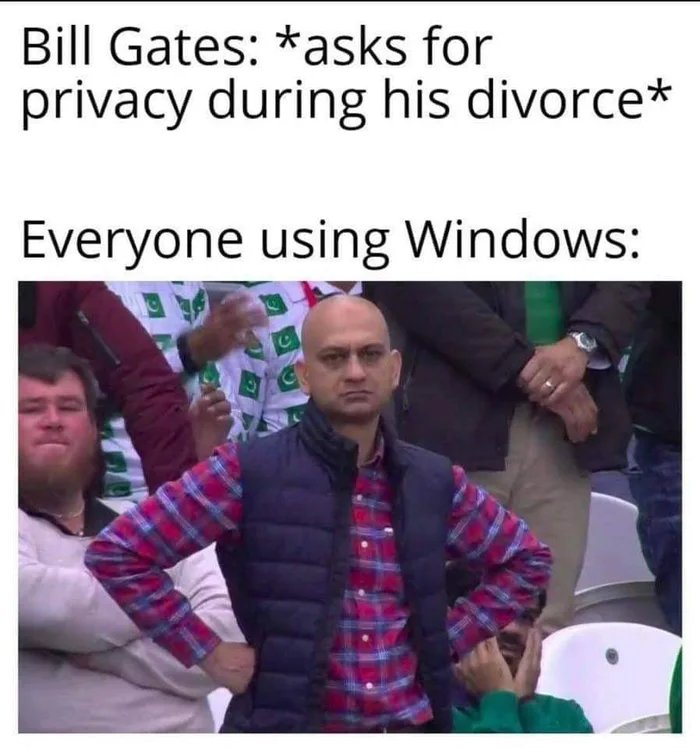 Bill Gates: *asks for
privacy during his divorce*
Everyone using Windows: